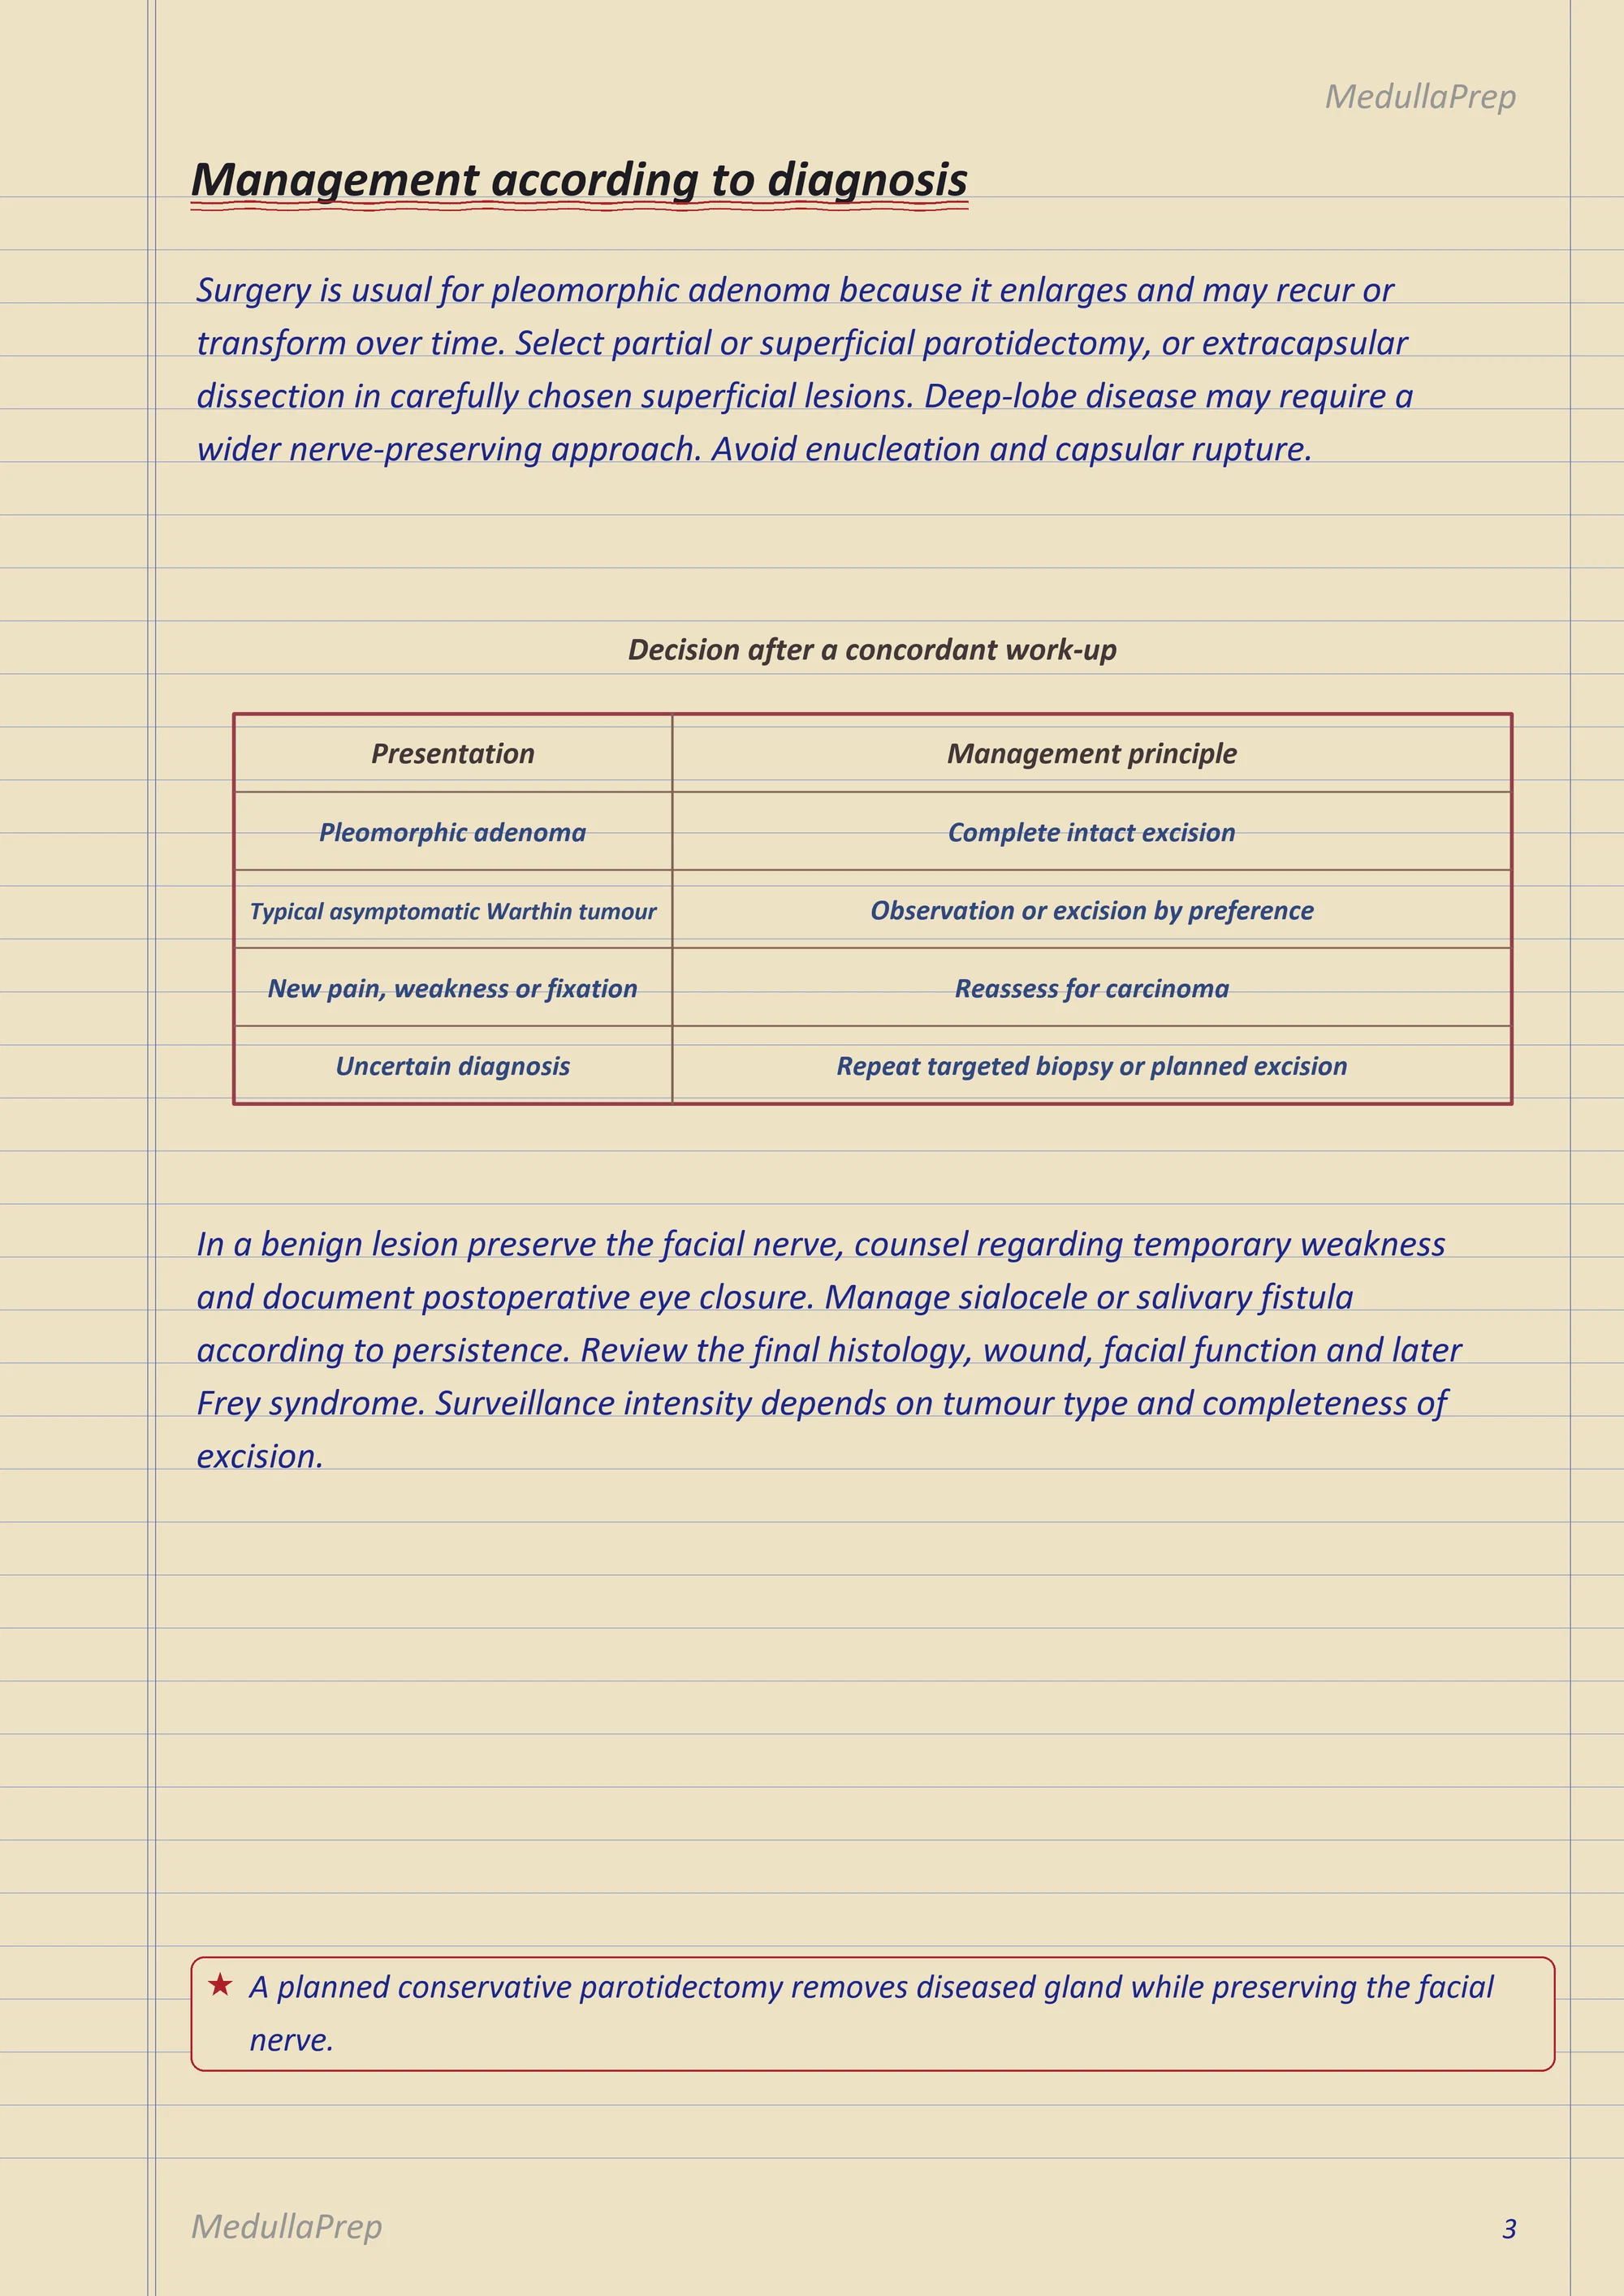 MedullaPrep
Management according to diagnosis
Surgery is usual for pleomorphic adenoma because it enlarges and may recur or
transform over time. Select partial or superficial parotidectomy, or extracapsular
dissection in carefully chosen superficial lesions. Deep-lobe disease may require a
wider nerve-preserving approach. Avoid enucleation and capsular rupture.
Decision after a concordant work-up
Presentation Management principle
Pleomorphic adenoma Complete intact excision
Typical asymptomatic Warthin tumour Observation or excision by preference
New pain, weakness or fixation Reassess for carcinoma
Uncertain diagnosis Repeat targeted biopsy or planned excision
In a benign lesion preserve the facial nerve, counsel regarding temporary weakness
and document postoperative eye closure. Manage sialocele or salivary fistula
according to persistence. Review the final histology, wound, facial function and later
Frey syndrome. Surveillance intensity depends on tumour type and completeness of
excision.
★ A planned conservative parotidectomy removes diseased gland while preserving the facial
nerve.
MedullaPrep 3